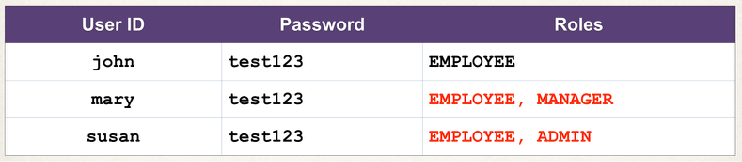 User ID Password Roles
john test123 EMPLOYEE
mary test123 EMPLOYEE, MANAGER
susan test123 EMPLOYEE, ADMIN